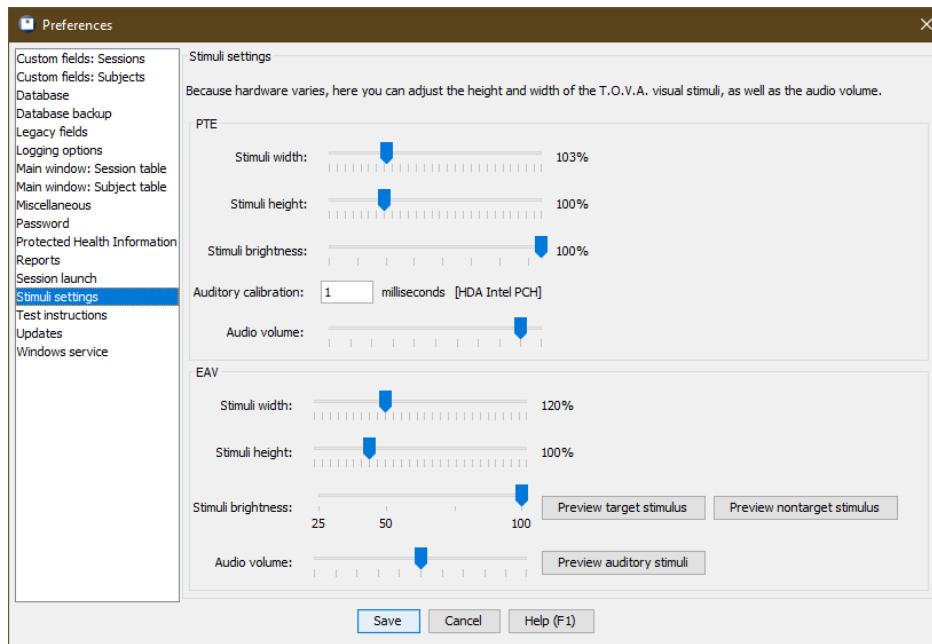 Preferences
Custom fields: Sessions
Custom fields: Subjects
Database
Database backup
Legacy fields
Logging options
Main window: Session table
Main window: Subject table
Miscellaneous
Password
Protected Health Information
Reports
Session launch
Stimuli settings
Test instructions
Updates
Windows service
Stimuli settings
Because hardware varies, here you can adjust the height and width of the T.O.V.A. visual stimuli, as well as the audio volume.
PTE
Stimuli width: 103%
Stimuli height: 100%
Stimuli brightness: 100%
Auditory calibration: 1 milliseconds [HDA Intel PCH]
Audio volume:
EAV
Stimuli width: 120%
Stimuli height: 100%
Stimuli brightness: Preview target stimulus Preview nontarget stimulus
25 50 100
Audio volume: Preview auditory stimuli
Save Cancel Help (F1)